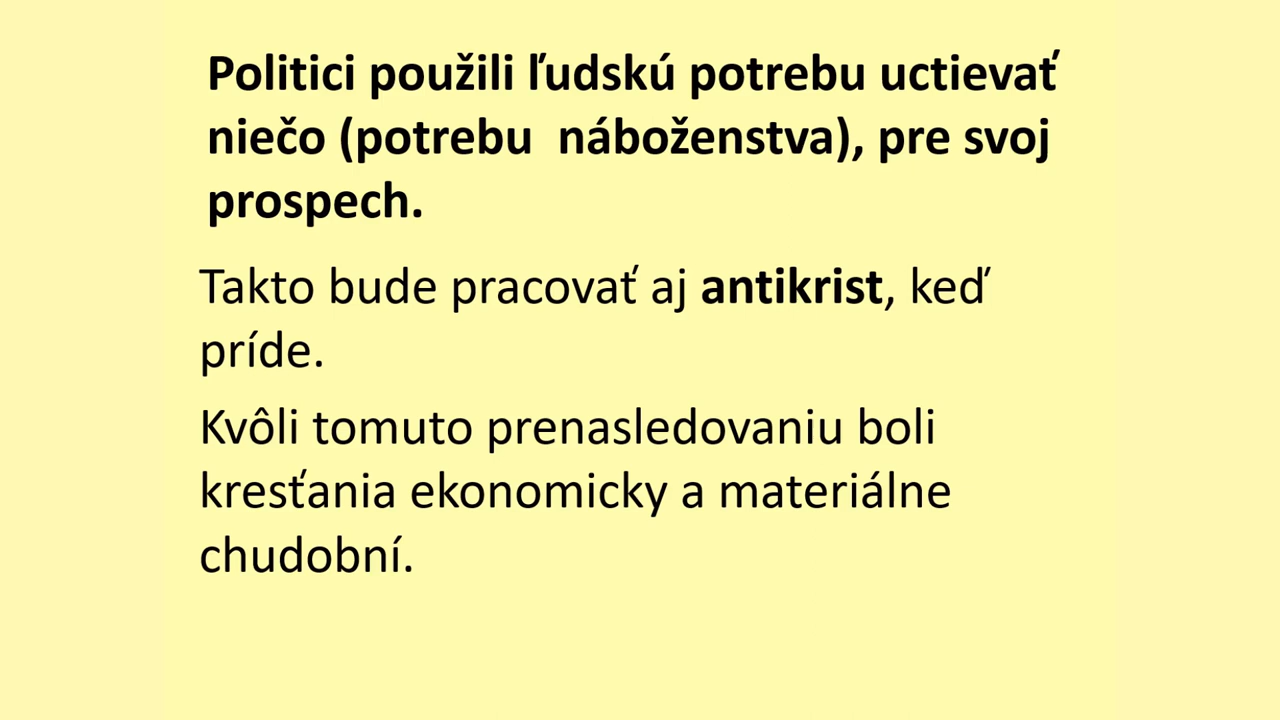 Politici použili ľudskú potrebu uctievať
niečo (potrebu  náboženstva), pre svoj
prospech.
Takto bude pracovať aj antikrist, keď
príde.
Kvôli tomuto prenasledovaniu boli
kresťania ekonomicky a materiálne
chudobní.